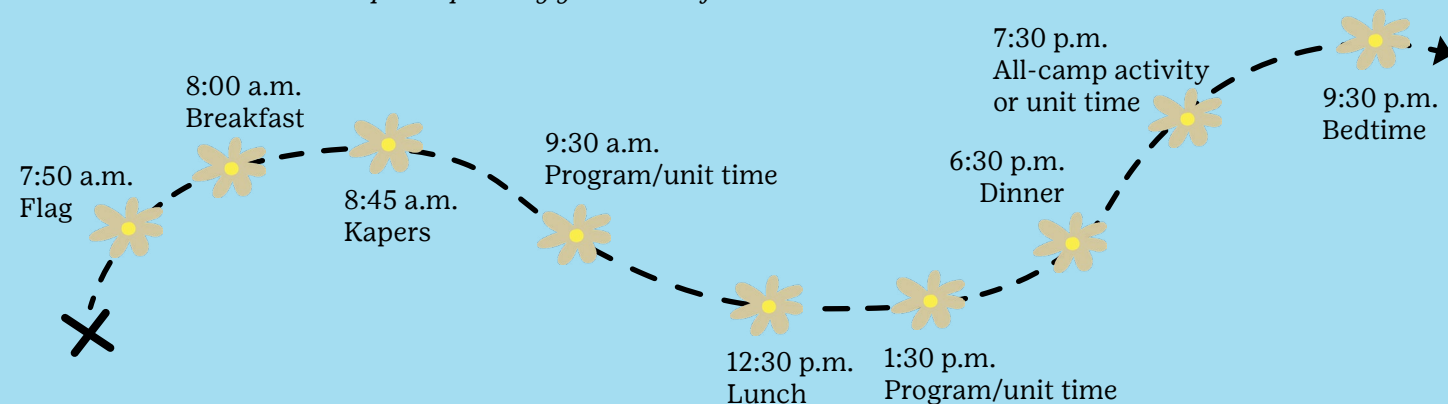 7:50 a.m.
Flag
8:00 a.m.
Breakfast
8:45 a.m.
Kapers
9:30 a.m.
Program/unit time
12:30 p.m.
Lunch
1:30 p.m.
Program/unit time
6:30 p.m.
Dinner
7:30 p.m.
All-camp activity
or unit time
9:30 p.m.
Bedtime